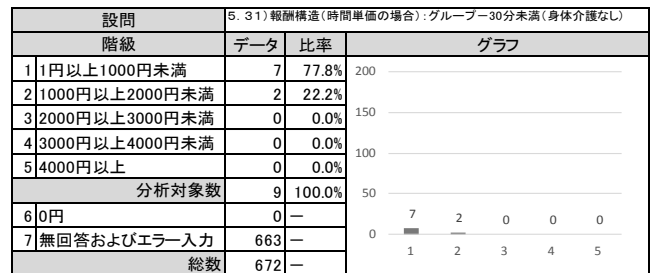 設問 5．31）報酬構造（時間単価の場合）：グループ－30分未満（身体介護なし）
階級 データ 比率 グラフ
1 1円以上1000円未満 7 77.8%
2 1000円以上2000円未満 2 22.2%
3 2000円以上3000円未満 0 0.0%
4 3000円以上4000円未満 0 0.0%
5 4000円以上 0 0.0%
分析対象数 9 100.0%
6 0円 0 －
7 無回答およびエラー入力 663 －
総数 672 －
200
150
100
50
0
7 2 0 0 0
1 2 3 4 5